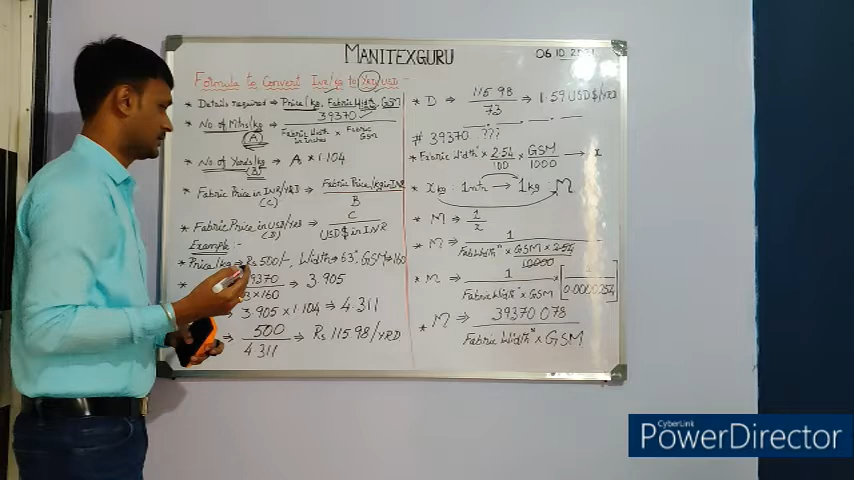 MANITEXGURU
06.10.2021
Formula to Convert INR/kg to YRD/USD :-
* Details required → Price/kg, Fabric Width, GSM
* No of Mtrs/kg (A) → 39370 / Fabric Width in inches × Fabric GSM
* No of Yards/kg (B) → A × 1.104
* Fabric Price in INR/YRD (C) → Fabric Price/kg in INR / B
* Fabric Price in USD/YRD (D) → C / USD$ in INR
Example :-
* Price/kg → Rs 500/-, Width → 63", GSM → 160
* 9370 / 3 × 160 → 3.905
3.905 × 1.104 → 4.311
→ 500 / 4.311 → Rs 115.98/YRD
* D → 115.98 / 73 → 1.59 USD$/YRD
# 39370 ???
* Fabric Width" × 2.54 / 100 × GSM / 1000 → x
* x kg : 1 mtr → 1 kg : M
* M → 1 / x
* M → 1 / Fab Width" × GSM × 2.54 / 10000
* M → 1 / Fabric Width" × GSM × [ 1 / 0.0000254 ]
* M → 39370.078 / Fabric Width" × GSM
CyberLink
PowerDirector